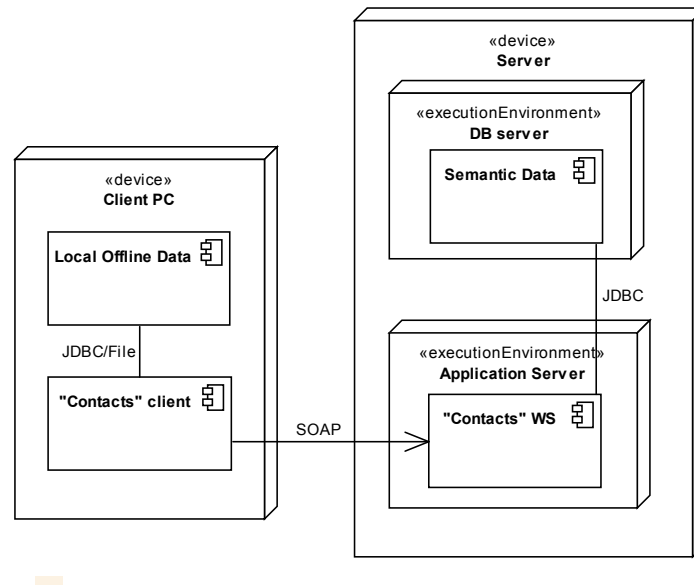 «device»
Server
«executionEnvironment»
DB server
Semantic Data
JDBC
«executionEnvironment»
Application Server
"Contacts" WS
«device»
Client PC
Local Offline Data
JDBC/File
"Contacts" client
SOAP